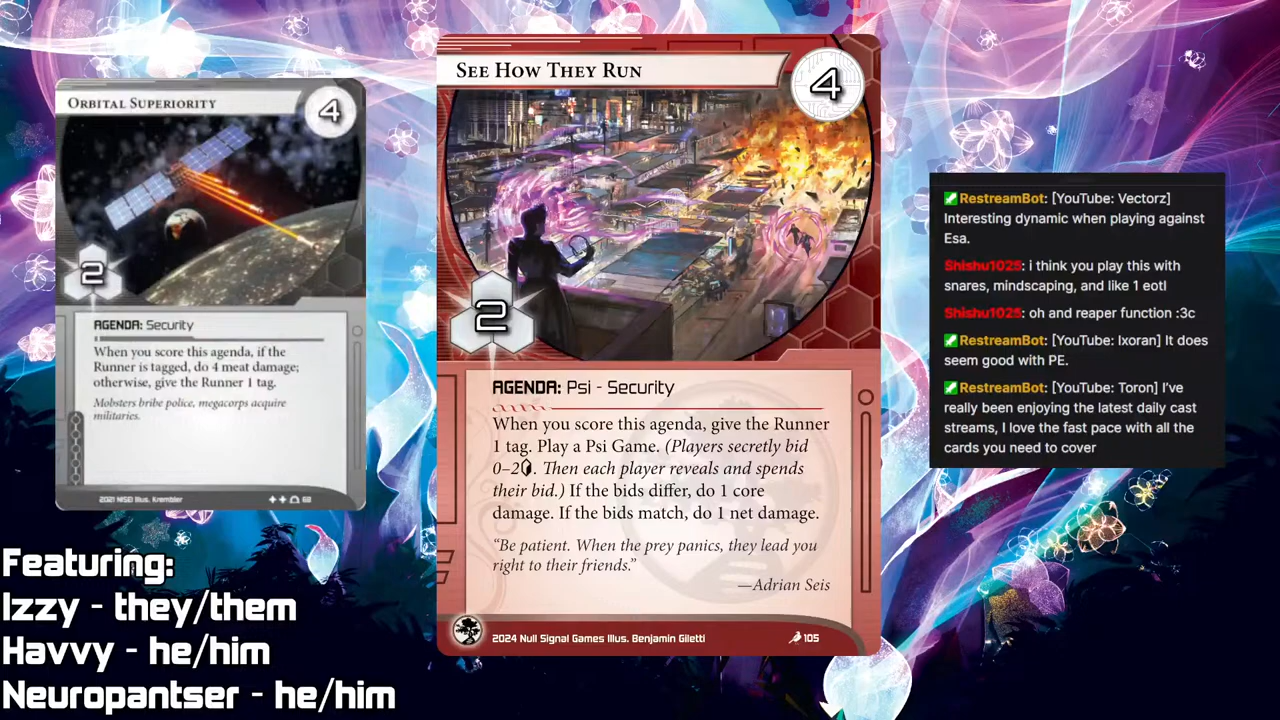 ORBITAL SUPERIORITY
4
2
AGENDA: Security
When you score this agenda, if the
Runner is tagged, do 4 meat damage;
otherwise, give the Runner 1 tag.
Mobsters bribe police, megacorps acquire
militaries.
2021 NISEI Illus. Krembler
68
SEE HOW THEY RUN
4
2
AGENDA: Psi - Security
When you score this agenda, give the Runner
1 tag. Play a Psi Game. (Players secretly bid
0–2. Then each player reveals and spends
their bid.) If the bids differ, do 1 core
damage. If the bids match, do 1 net damage.
“Be patient. When the prey panics, they lead you
right to their friends.”
—Adrian Seis
2024 Null Signal Games Illus. Benjamin Giletti
105
RestreamBot: [YouTube: Vectorz]
Interesting dynamic when playing against
Esa.
Shishu1025: i think you play this with
snares, mindscaping, and like 1 eotl
Shishu1025: oh and reaper function :3c
RestreamBot: [YouTube: Ixoran] It does
seem good with PE.
RestreamBot: [YouTube: Toron] I've
really been enjoying the latest daily cast
streams, I love the fast pace with all the
cards you need to cover
Featuring:
Izzy - they/them
Havvy - he/him
Neuropantser - he/him